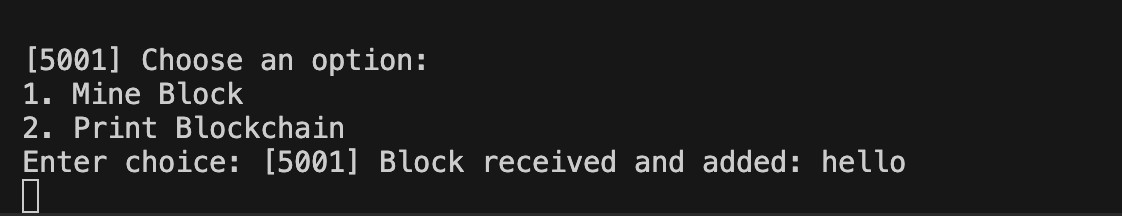 [5001] Choose an option:
1. Mine Block
2. Print Blockchain
Enter choice: [5001] Block received and added: hello